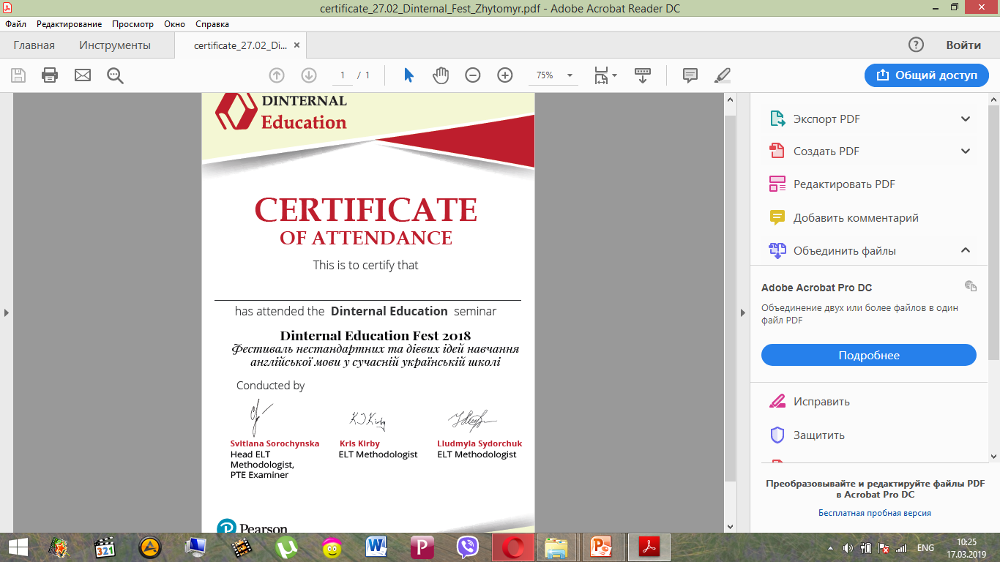 certificate_27.02_Dinternal_Fest_Zhytomyr.pdf - Adobe Acrobat Reader DC
Файл Редактирование Просмотр Окно Справка
Главная Инструменты certificate_27.02_Di... × Войти
1 / 1 75% Общий доступ
DINTERNAL
Education
CERTIFICATE
OF ATTENDANCE
This is to certify that
has attended the Dinternal Education seminar
Dinternal Education Fest 2018
Фестиваль нестандартних та дієвих ідей навчання
англійської мови у сучасній українській школі
Conducted by
K J Kirby
Svitlana Sorochynska
Head ELT
Methodologist,
PTE Examiner
Kris Kirby
ELT Methodologist
Liudmyla Sydorchuk
ELT Methodologist
Pearson
Экспорт PDF
Создать PDF
Редактировать PDF
Добавить комментарий
Объединить файлы
Adobe Acrobat Pro DC
Объединение двух или более файлов в один
файл PDF
Подробнее
Исправить
Защитить
Преобразовывайте и редактируйте файлы PDF
в Acrobat Pro DC
Бесплатная пробная версия
321
ENG
10:25
17.03.2019